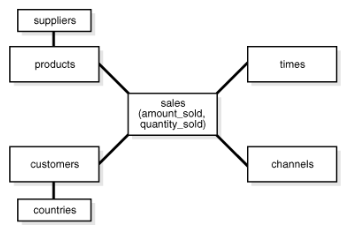 suppliers
products
times
sales
(amount_sold,
quantity_sold)
customers
channels
countries